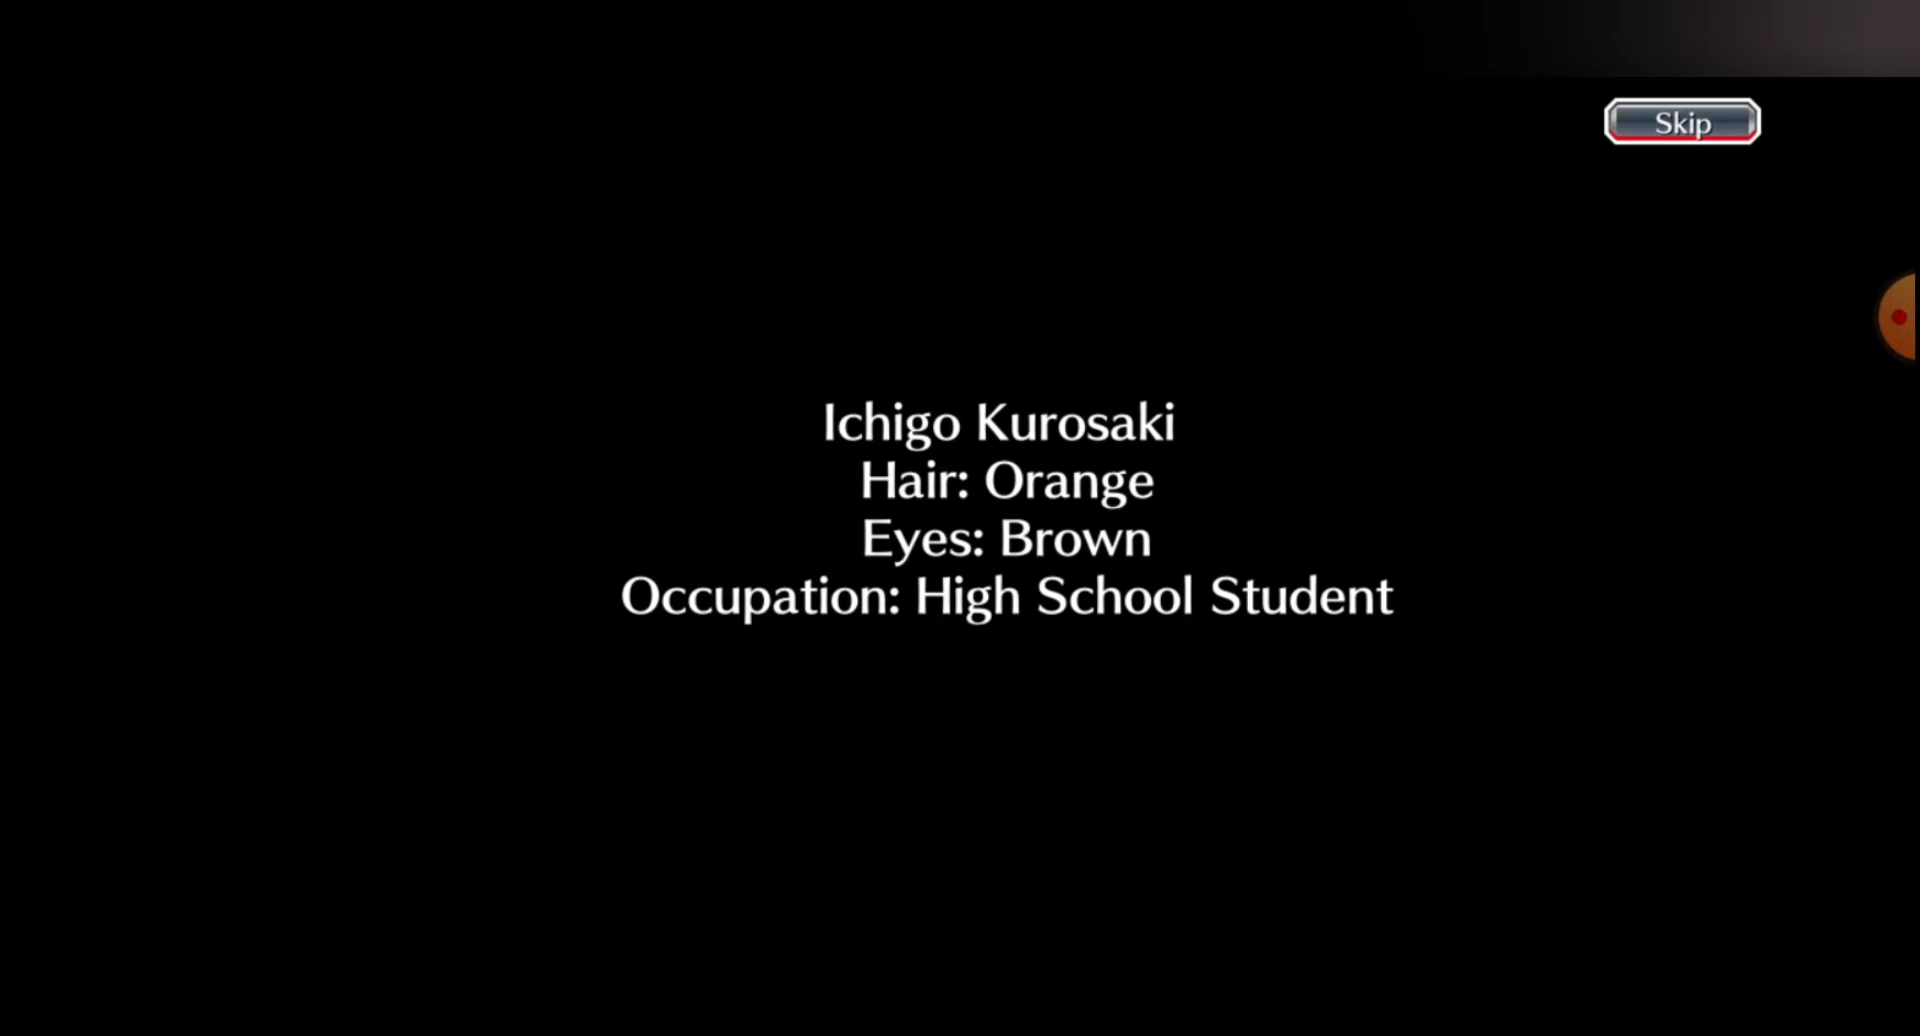 Skip
Ichigo Kurosaki
Hair: Orange
Eyes: Brown
Occupation: High School Student